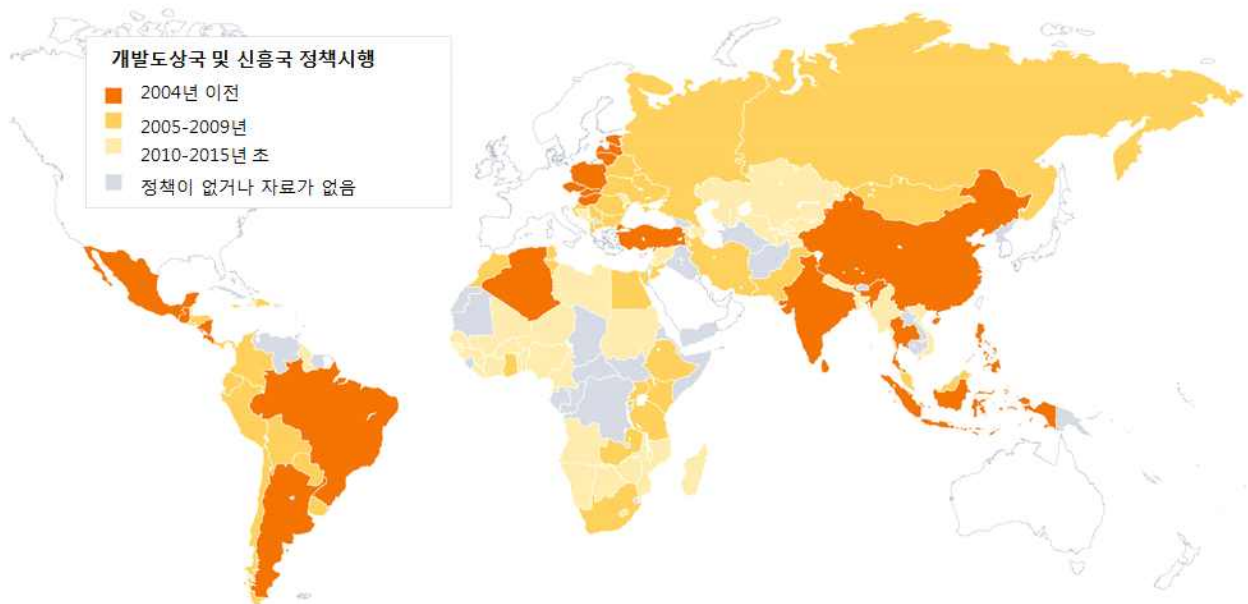 개발도상국 및 신흥국 정책시행
2004년 이전
2005-2009년
2010-2015년 초
정책이 없거나 자료가 없음